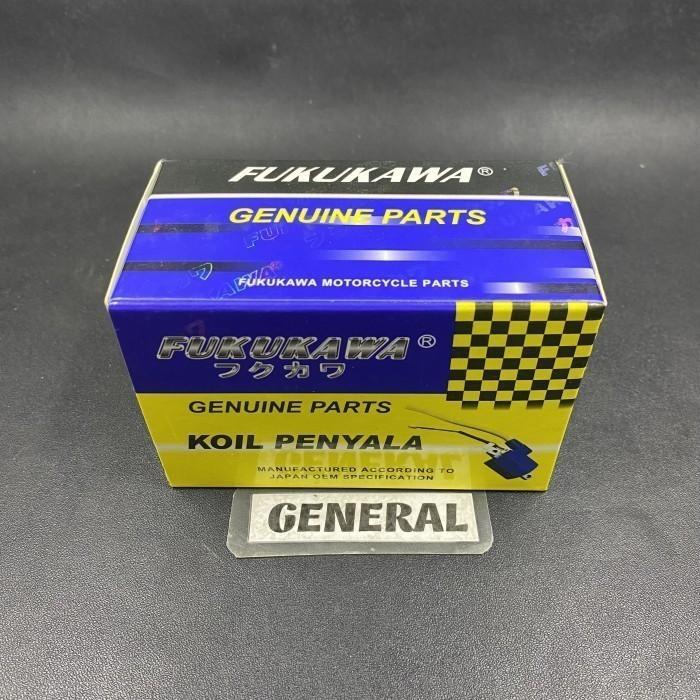 FUKUKAWA®
GENUINE PARTS
FUKUKAWA MOTORCYCLE PARTS
FUKUKAWA®
フクカワ
GENUINE PARTS
KOIL PENYALA
MANUFACTURED ACCORDING TO
JAPAN OEM SPECIFICATION
GENERAL